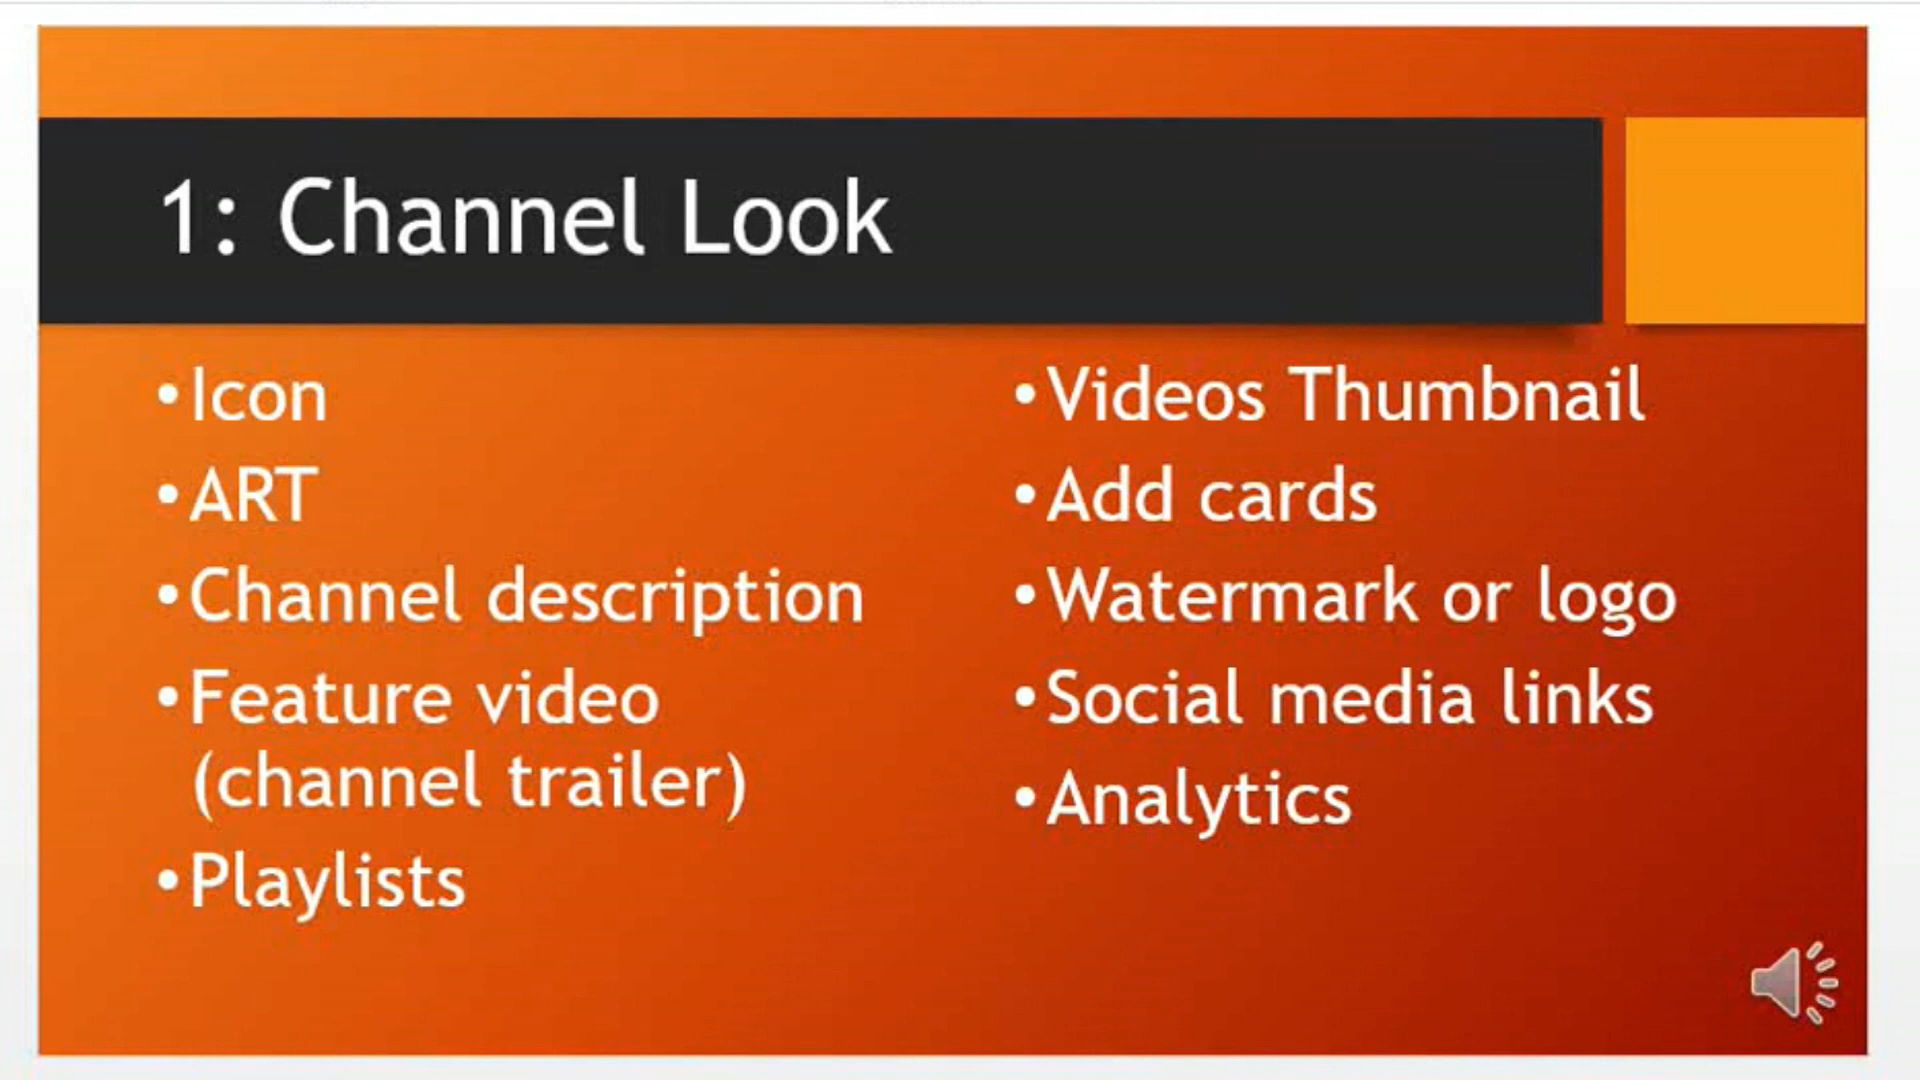 1: Channel Look
•Icon
•ART
•Channel description
•Feature video
(channel trailer)
•Playlists
•Videos Thumbnail
•Add cards
•Watermark or logo
•Social media links
•Analytics